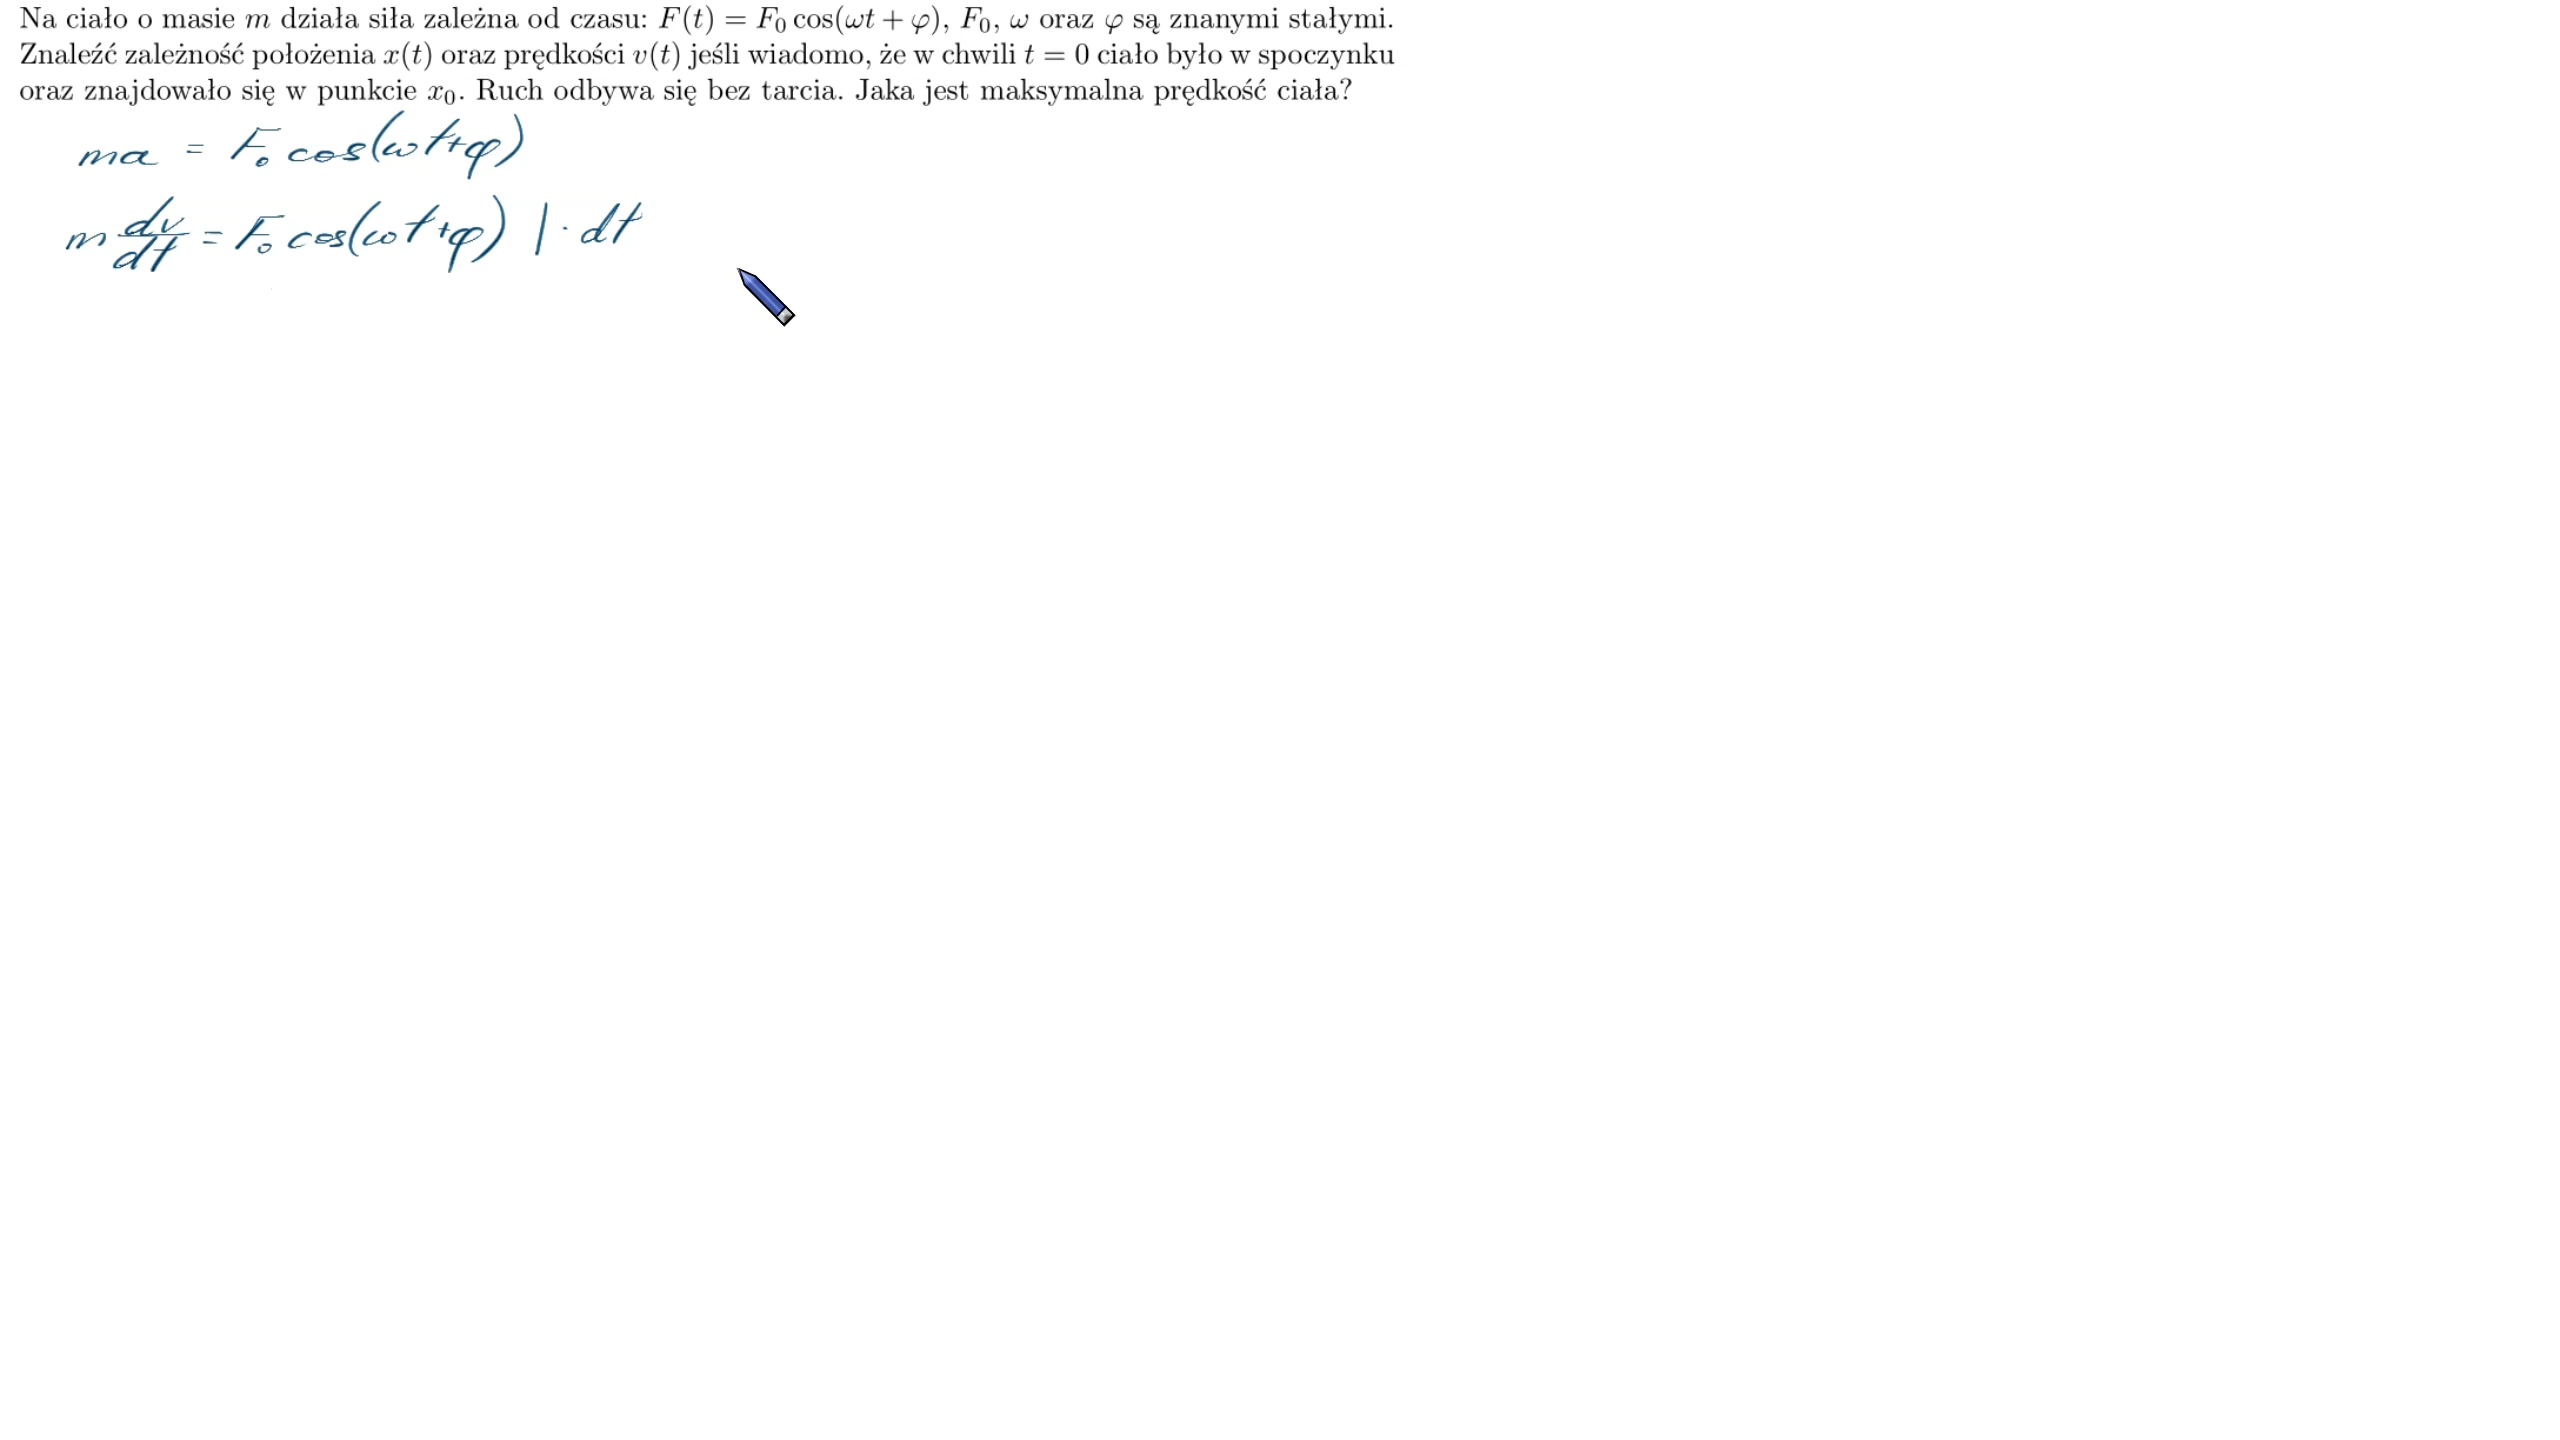 Na ciało o masie m działa siła zależna od czasu: F(t) = F₀ cos(ωt + φ), F₀, ω oraz φ są znanymi stałymi.
Znaleźć zależność położenia x(t) oraz prędkości v(t) jeśli wiadomo, że w chwili t = 0 ciało było w spoczynku
oraz znajdowało się w punkcie x₀. Ruch odbywa się bez tarcia. Jaka jest maksymalna prędkość ciała?
ma = F₀ cos(ωt+φ)
m dv/dt = F₀ cos(ωt+φ) | · dt